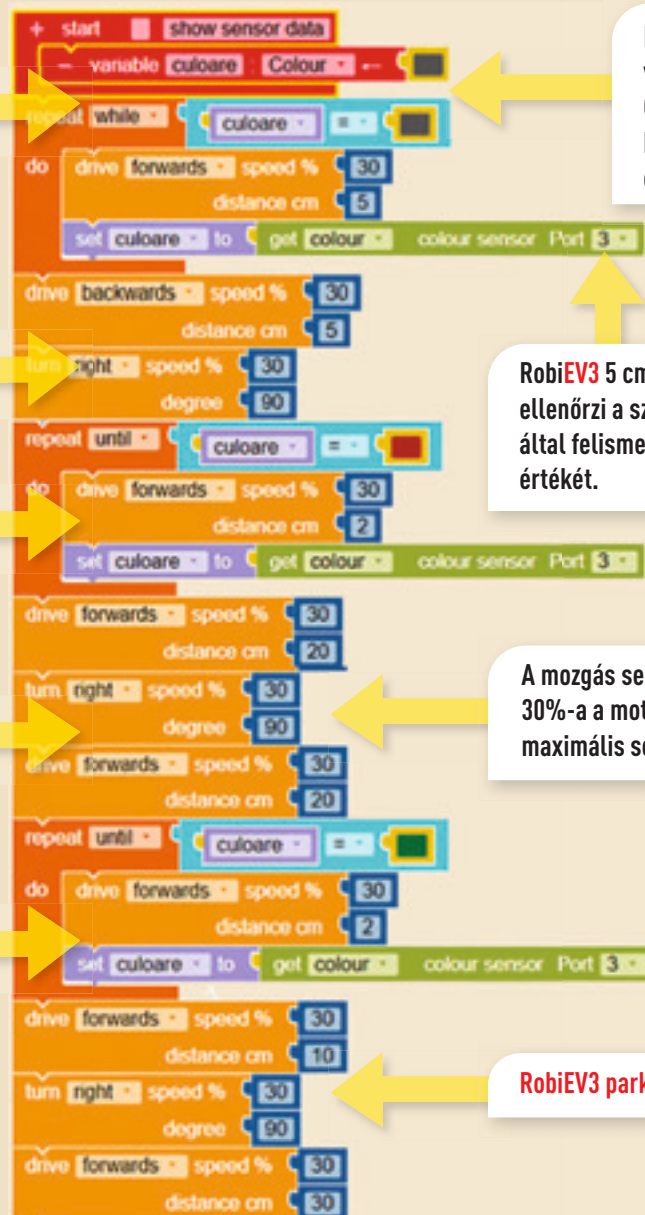 + start show sensor data
- variable culoare : Colour ←
repeat while culoare =
do drive forwards speed % 30
distance cm 5
set culoare to get colour colour sensor Port 3
drive backwards speed % 30
distance cm 5
turn right speed % 30
degree 90
repeat until culoare =
do drive forwards speed % 30
distance cm 2
set culoare to get colour colour sensor Port 3
drive forwards speed % 30
distance cm 20
turn right speed % 30
degree 90
drive forwards speed % 30
distance cm 20
repeat until culoare =
do drive forwards speed % 30
distance cm 2
set culoare to get colour colour sensor Port 3
drive forwards speed % 30
distance cm 10
turn right speed % 30
degree 90
drive forwards speed % 30
distance cm 30
RobiEV3 5 cm
ellenőrzi a sz
által felisme
értékét.
A mozgás se
30%-a a mot
maximális se
RobiEV3 park